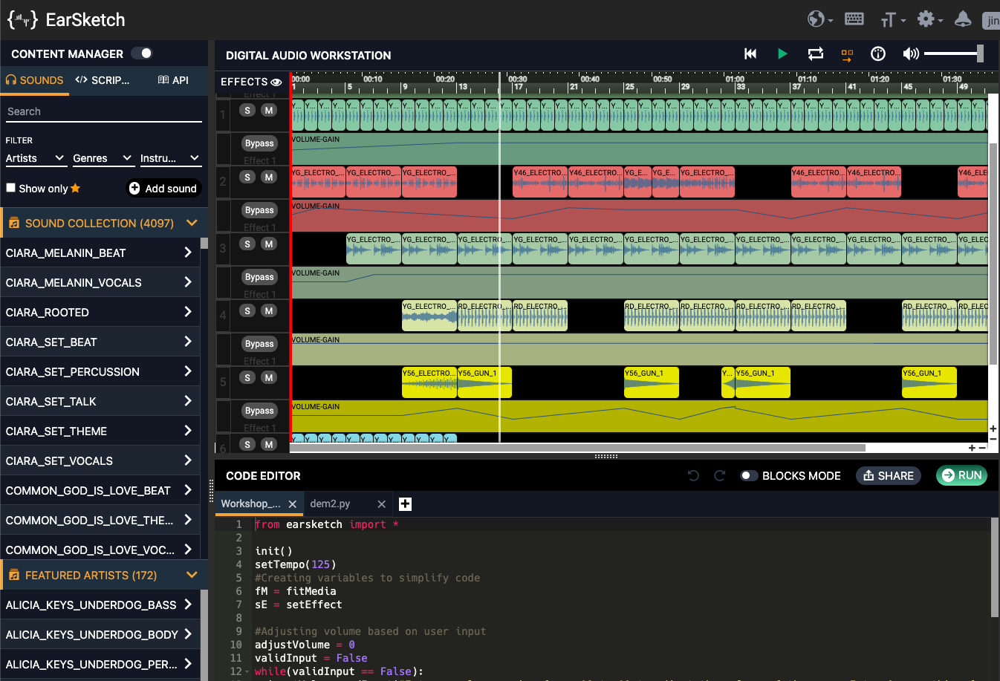 EarSketch
jin
CONTENT MANAGER
SOUNDS
</> SCRIP...
API
Search
FILTER
Artists
Genres
Instru...
Show only
Add sound
SOUND COLLECTION (4097)
CIARA_MELANIN_BEAT
CIARA_MELANIN_VOCALS
CIARA_ROOTED
CIARA_SET_BEAT
CIARA_SET_PERCUSSION
CIARA_SET_TALK
CIARA_SET_THEME
CIARA_SET_VOCALS
COMMON_GOD_IS_LOVE_BEAT
COMMON_GOD_IS_LOVE_THE...
COMMON_GOD_IS_LOVE_VOC...
FEATURED ARTISTS (172)
ALICIA_KEYS_UNDERDOG_BASS
ALICIA_KEYS_UNDERDOG_BODY
ALICIA_KEYS_UNDERDOG_PER...
DIGITAL AUDIO WORKSTATION
EFFECTS
00:00 00:10 00:20 00:30 00:40 00:50 01:00 01:10 01:20 01:30
1 5 9 13 17 21 25 29 33 37 41 45 49
Effect 1
1 S M Y... Y... Y... Y... Y... Y... Y... Y... Y... Y... Y... Y... Y... Y... Y... Y... Y... Y... Y... Y... Y... Y... Y... Y... Y... Y... Y... Y... Y... Y... Y... Y... Y... Y... Y... Y... Y... Y... Y... Y... Y... Y... Y... Y... Y... Y... Y... Y... Y... Y...
Bypass VOLUME-GAIN
Effect 1
2 S M YG_ELECTRO_... YG_ELECTRO_... YG_ELECTRO_... Y46_ELECTRO... Y46_ELECTRO... YG_E... YG_E... YG_ELECTRO_... Y46_ELECTRO... Y46_ELECTRO... Y46_ELE
Bypass VOLUME-GAIN
Effect 1
3 S M YG_ELECTRO_... YG_ELECTRO_... YG_ELECTRO_... YG_ELECTRO_... YG_ELECTRO_... YG_ELECTRO_... YG_ELECTRO_... YG_ELECTRO_... YG_ELECTRO_... YG_ELECTRO_... YG_ELECTRO_... YG_ELEC
Bypass VOLUME-GAIN
Effect 1
4 S M YG_ELECTRO_... RD_ELECTRO_... RD_ELECTRO_... RD_ELECTRO_... RD_ELECTRO_... RD_ELECTRO_... RD_ELECTRO_... RD_ELECTRO_... RD_ELEC
Bypass VOLUME-GAIN
Effect 1
5 S M Y56_ELECTRO... Y56_GUN_1 Y56_GUN_1 Y... Y56_GUN_1 Y56_GUN_1
Bypass VOLUME-GAIN
Effect 1
6 S M Y... Y... Y... Y... Y... Y... Y... Y... Y... Y... Y... Y...
CODE EDITOR
BLOCKS MODE
SHARE
RUN
Workshop_...
dem2.py
1 from earsketch import *
2
3 init()
4 setTempo(125)
5 #Creating variables to simplify code
6 fM = fitMedia
7 sE = setEffect
8
9 #Adjusting volume based on user input
10 adjustVolume = 0
11 validInput = False
12 while(validInput == False):